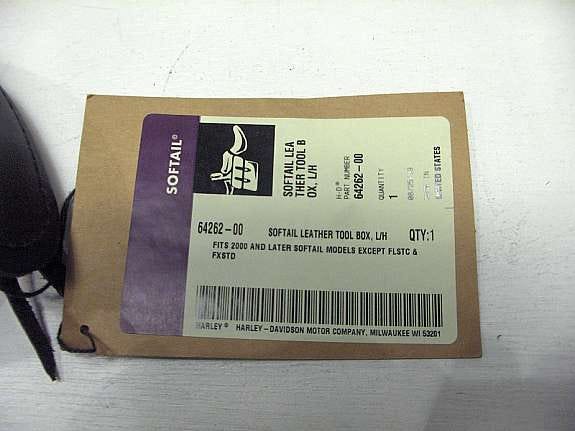 SOFTAIL®
SOFTAIL LEA
THER TOOL B
OX, L/H
H-D®
PART NUMBER
64262-00
QUANTITY
1
IN
UNITED STATES
64262-00 SOFTAIL LEATHER TOOL BOX, L/H QTY:1
FITS 2000 AND LATER SOFTAIL MODELS EXCEPT FLSTC &
FXSTD
HARLEY® HARLEY-DAVIDSON MOTOR COMPANY, MILWAUKEE WI 53201